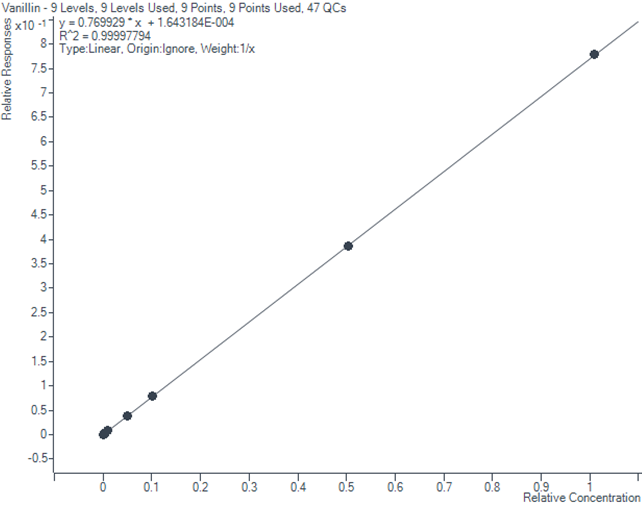 Vanillin - 9 Levels, 9 Levels Used, 9 Points, 9 Points Used, 47 QCs
y = 0.769929 * x + 1.643184E-004
R^2 = 0.99997794
Type:Linear, Origin:Ignore, Weight:1/x
Relative Responses
x10 -1
8
7.5
7
6.5
6
5.5
5
4.5
4
3.5
3
2.5
2
1.5
1
0.5
0
-0.5
0 0.1 0.2 0.3 0.4 0.5 0.6 0.7 0.8 0.9 1
Relative Concentration